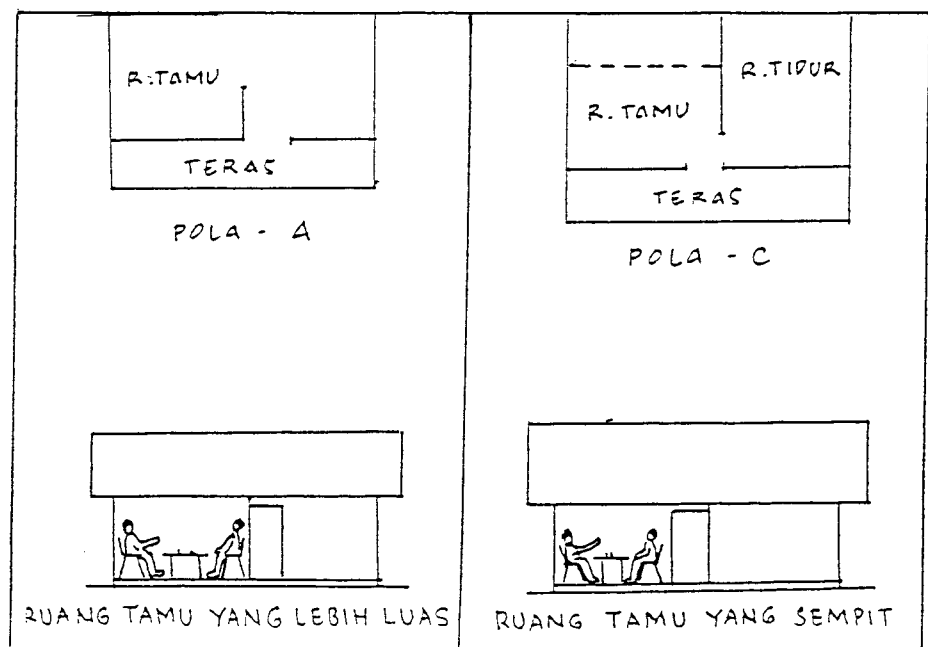 R.TAMU
TERAS
POLA - A
RUANG TAMU YANG LEBIH LUAS
R.TIDUR
R.TAMU
TERAS
POLA - C
RUANG TAMU YANG SEMPIT